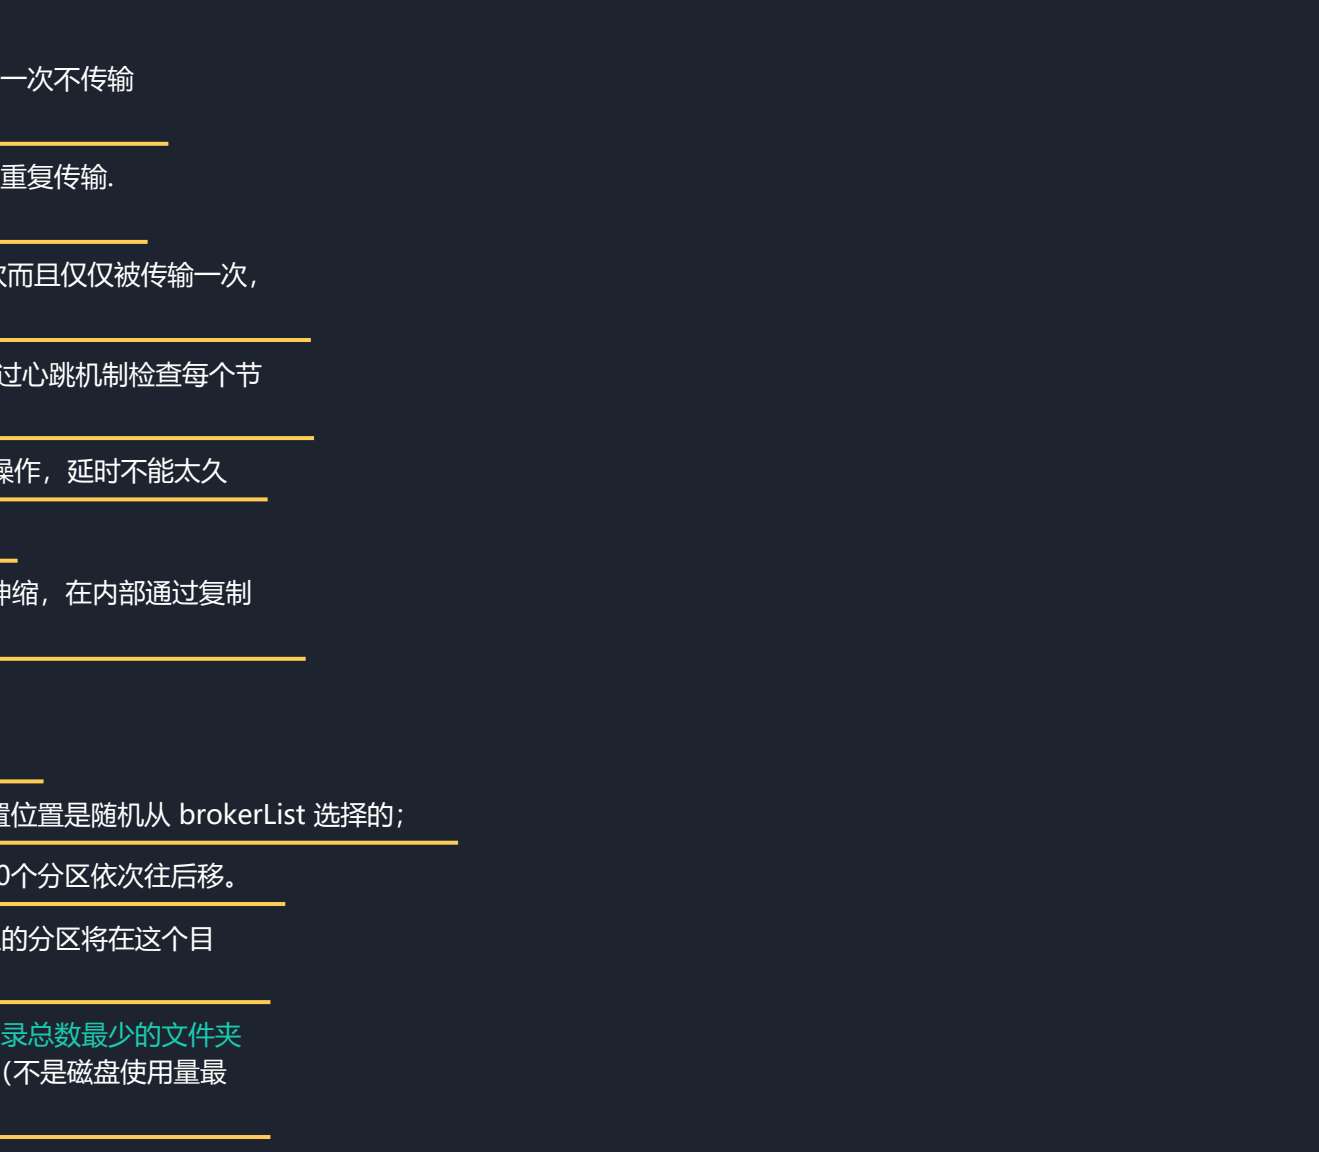 一次不传输
重复传输.
而且仅仅被传输一次,
过心跳机制检查每个节
操作，延时不能太久
伸缩，在内部通过复制
置位置是随机从 brokerList 选择的；
0个分区依次往后移。
的分区将在这个目
录总数最少的文件夹
（不是磁盘使用量最